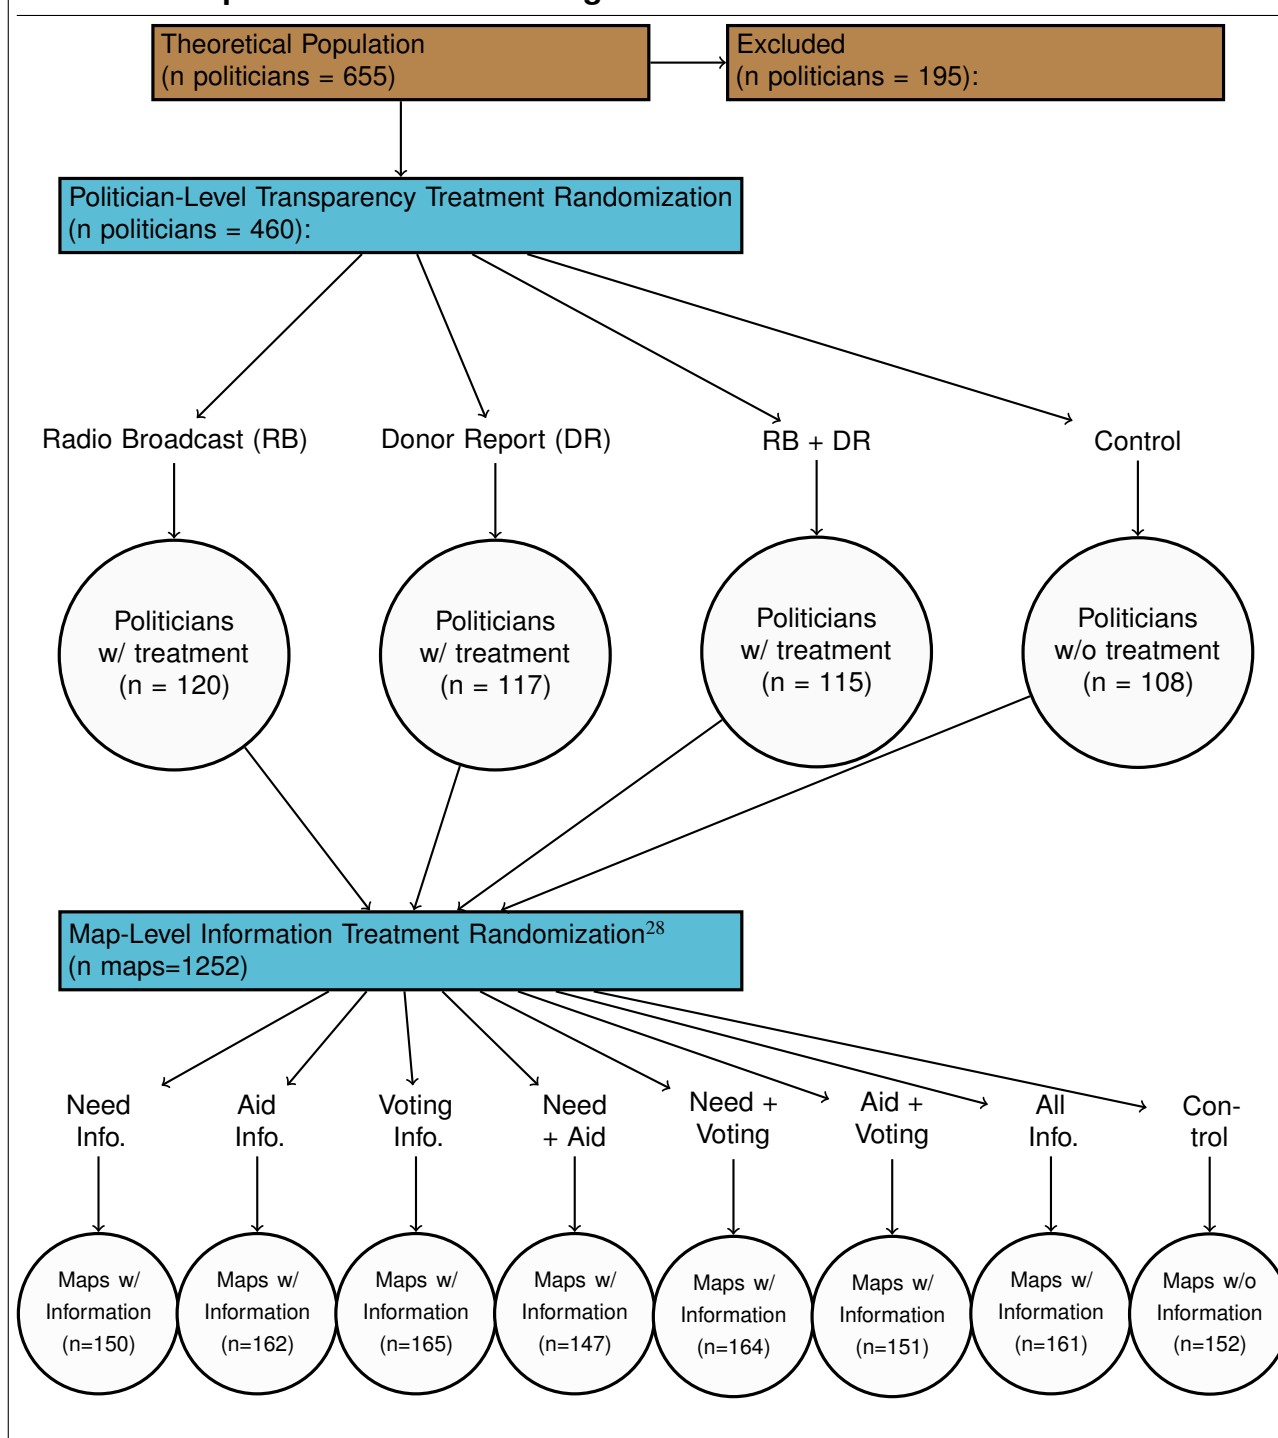 Theoretical Population
(n politicians = 655)
Excluded
(n politicians = 195):
Politician-Level Transparency Treatment Randomization
(n politicians = 460):
Radio Broadcast (RB)
Donor Report (DR)
RB + DR
Control
Politicians
w/ treatment
(n = 120)
Politicians
w/ treatment
(n = 117)
Politicians
w/ treatment
(n = 115)
Politicians
w/o treatment
(n = 108)
Map-Level Information Treatment Randomization28
(n maps=1252)
Need
Info.
Aid
Info.
Voting
Info.
Need
+ Aid
Need +
Voting
Aid +
Voting
All
Info.
Con-
trol
Maps w/
Information
(n=150)
Maps w/
Information
(n=162)
Maps w/
Information
(n=165)
Maps w/
Information
(n=147)
Maps w/
Information
(n=164)
Maps w/
Information
(n=151)
Maps w/
Information
(n=161)
Maps w/o
Information
(n=152)